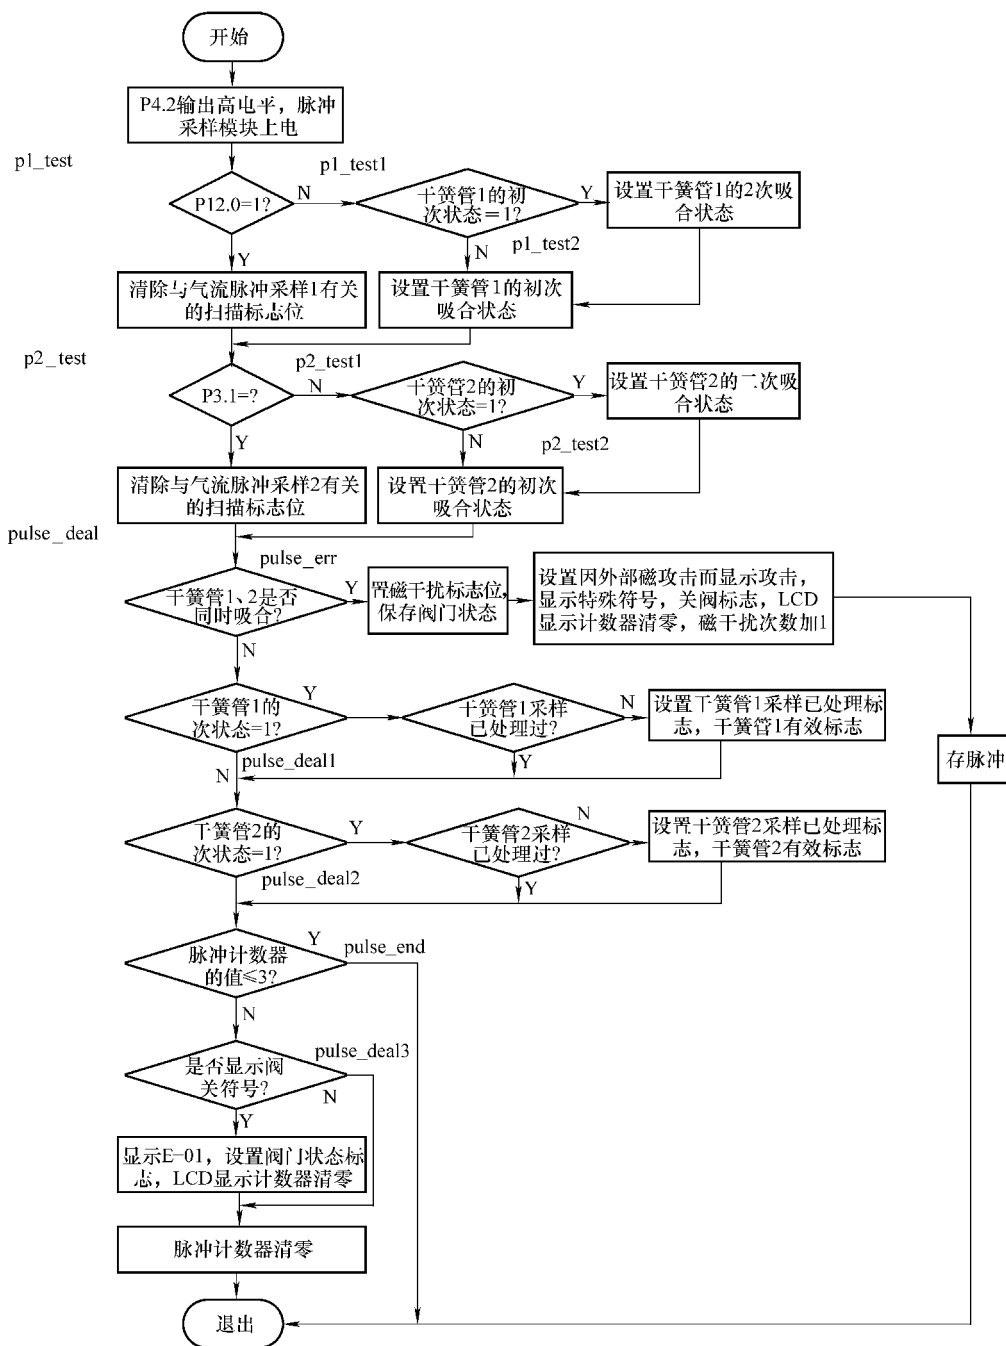 开始
P4.2输出高电平，脉冲
采样模块上电
p1_test
p1_test1
P12.0=1?
N
干簧管1的初
次状态=1?
Y
设置干簧管1的2次吸
合状态
p1_test2
Y
N
清除与气流脉冲采样1有关
的扫描标志位
设置干簧管1的初次
吸合状态
p2_test
p2_test1
P3.1=?
N
干簧管2的初
次状态=1?
Y
设置干簧管2的二次吸
合状态
p2_test2
Y
N
清除与气流脉冲采样2有关
的扫描标志位
设置干簧管2的初次
吸合状态
pulse_deal
pulse_err
干簧管1、2是否
同时吸合?
Y
置磁干扰标志位，
保存阀门状态
设置因外部磁攻击而显示攻击，
显示特殊符号，关阀标志，LCD
显示计数器清零，磁干扰次数加1
N
干簧管1的
次状态=1?
Y
干簧管1采样
已处理过?
N
设置干簧管1采样已处理标
志，干簧管1有效标志
存脉冲
pulse_deal1
N
Y
干簧管2的
次状态=1?
Y
干簧管2采样
已处理过?
N
设置干簧管2采样已处理标
志，干簧管2有效标志
pulse_deal2
Y
脉冲计数器
的值≤3?
Y
pulse_end
N
pulse_deal3
是否显示阀
关符号?
N
Y
显示E-01，设置阀门状态标
志，LCD显示计数器清零
脉冲计数器清零
退出